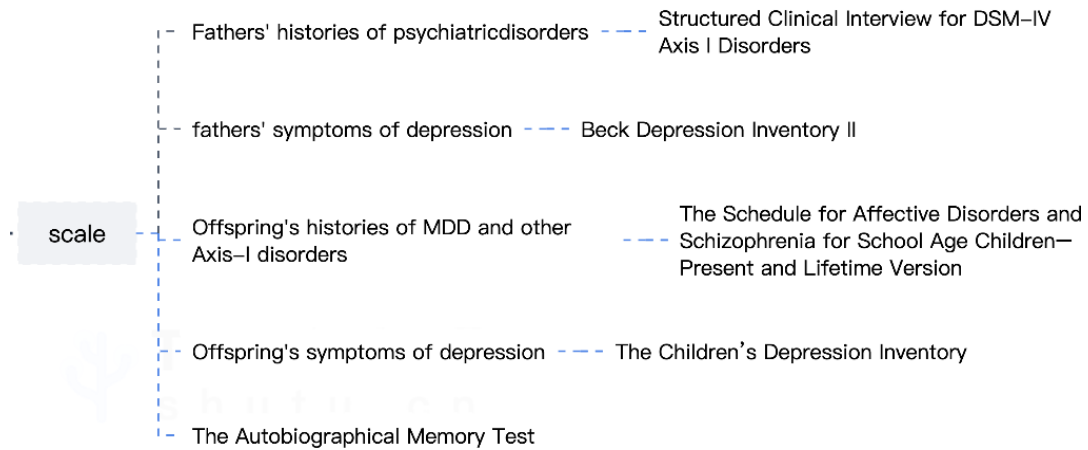 Fathers' histories of psychiatricdisorders
Structured Clinical Interview for DSM–IV
Axis I Disorders
fathers' symptoms of depression
Beck Depression Inventory II
scale
Offspring's histories of MDD and other
Axis–I disorders
The Schedule for Affective Disorders and
Schizophrenia for School Age Children—
Present and Lifetime Version
Offspring's symptoms of depression
The Children’s Depression Inventory
The Autobiographical Memory Test